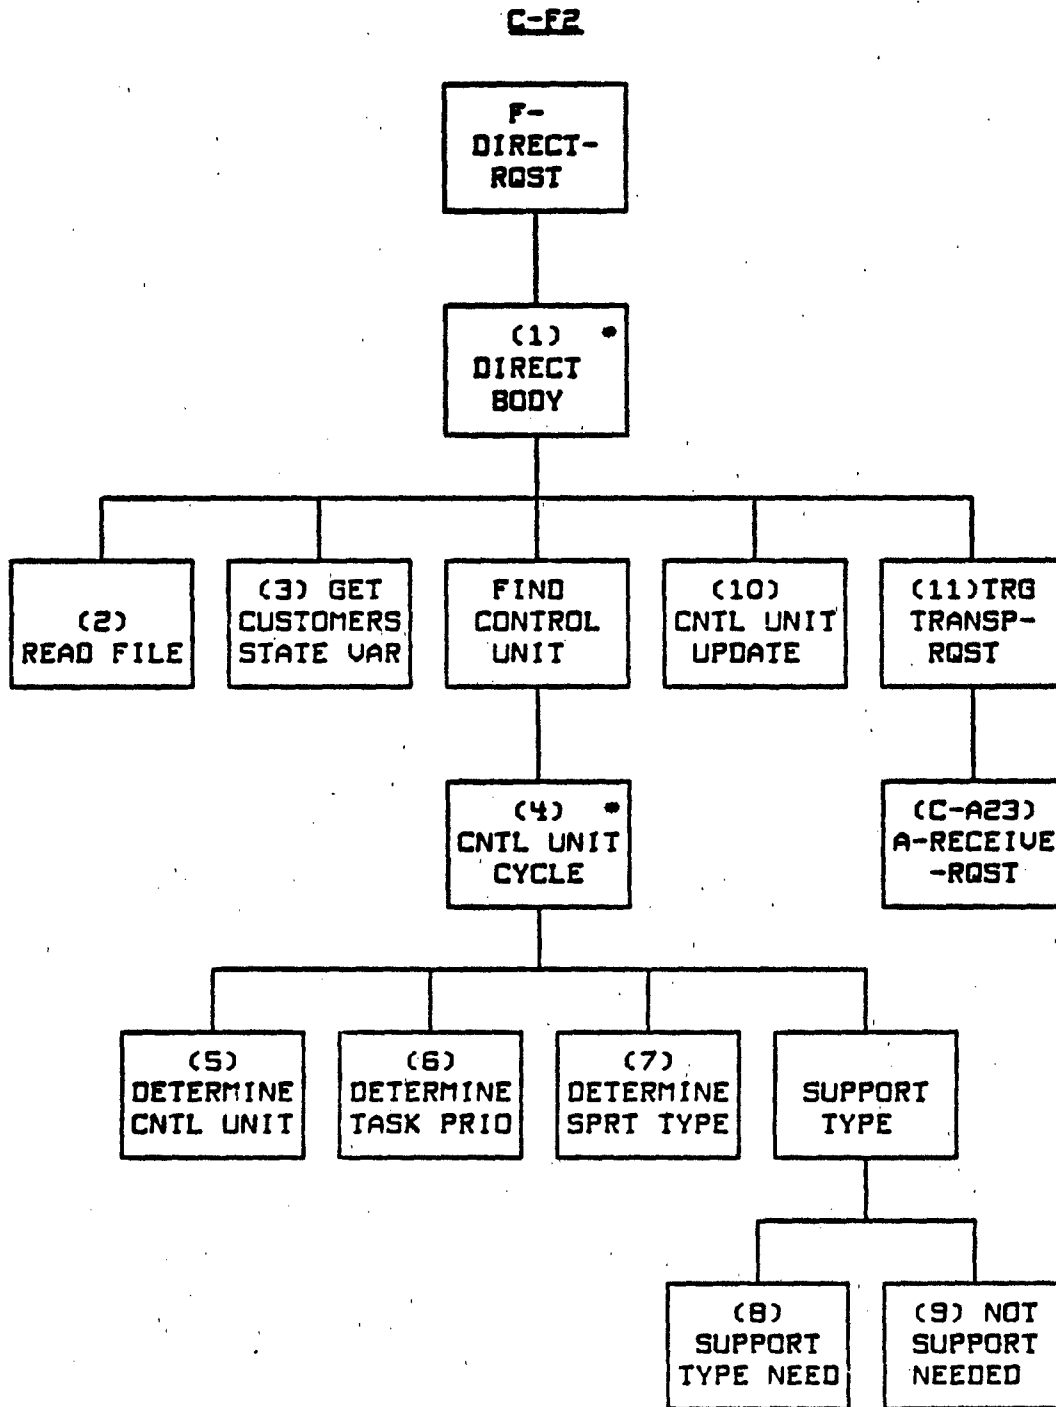 C-F2
F-
DIRECT-
RQST
(1) *
DIRECT
BODY
(2)
READ FILE
(3) GET
CUSTOMERS
STATE VAR
FIND
CONTROL
UNIT
(10)
CNTL UNIT
UPDATE
(11)TRG
TRANSP-
RQST
(4) *
CNTL UNIT
CYCLE
(C-A23)
A-RECEIVE
-RQST
(5)
DETERMINE
CNTL UNIT
(6)
DETERMINE
TASK PRIO
(7)
DETERMINE
SPRT TYPE
SUPPORT
TYPE
(8)
SUPPORT
TYPE NEED
(9) NOT
SUPPORT
NEEDED